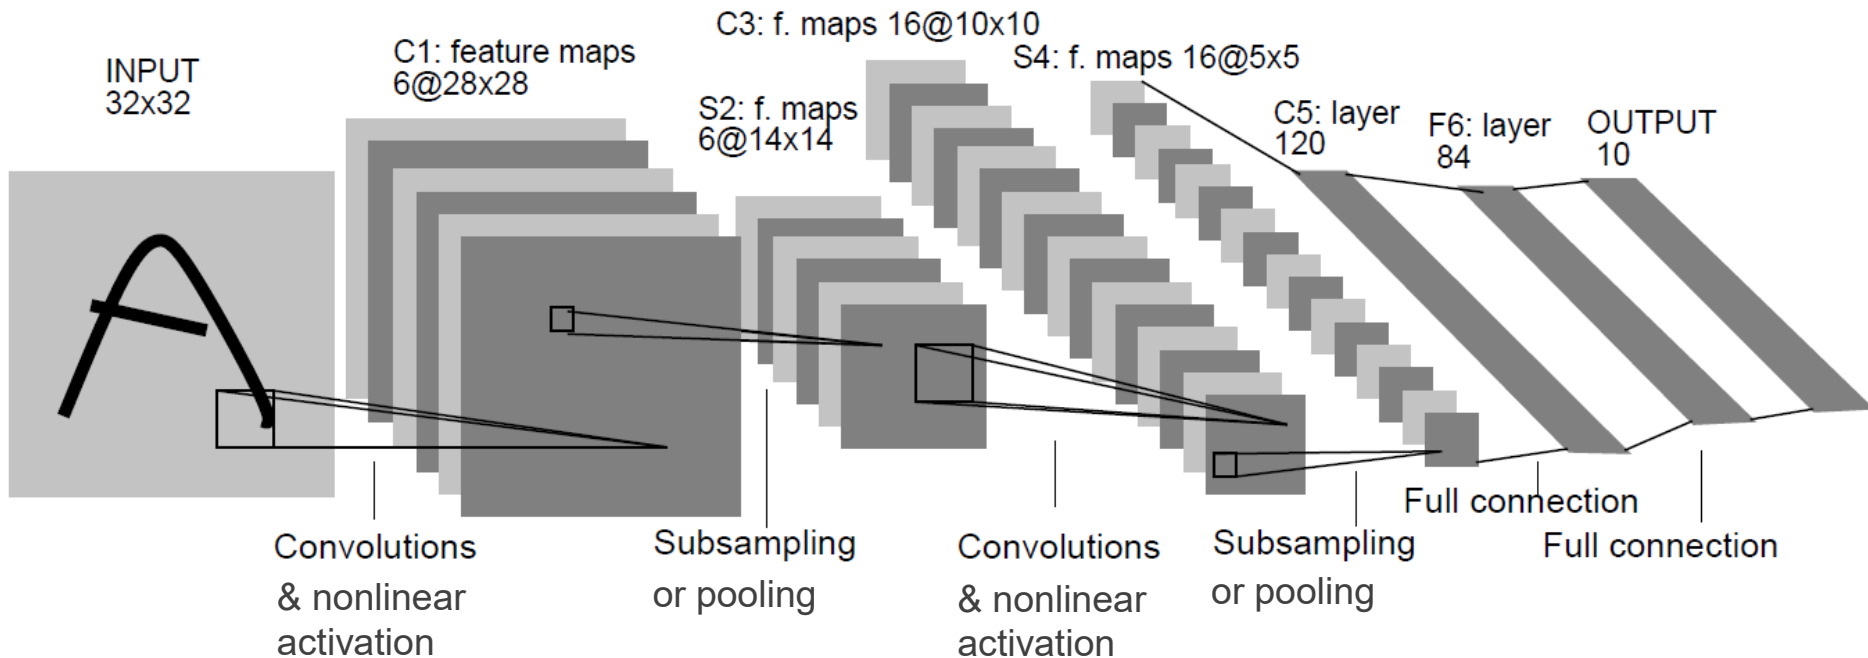 INPUT
32x32
C1: feature maps
6@28x28
S2: f. maps
6@14x14
C3: f. maps 16@10x10
S4: f. maps 16@5x5
C5: layer
120
F6: layer
84
OUTPUT
10
Convolutions
& nonlinear
activation
Subsampling
or pooling
Convolutions
& nonlinear
activation
Subsampling
or pooling
Full connection
Full connection